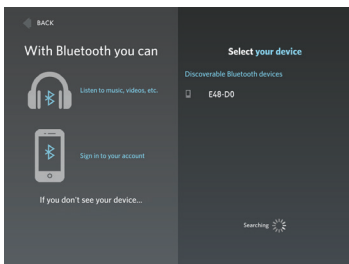 BACK
With Bluetooth you can
Listen to music, videos, etc.
Sign in to your account
If you don't see your device...
Select your device
Discoverable Bluetooth devices
E48-D0
Searching